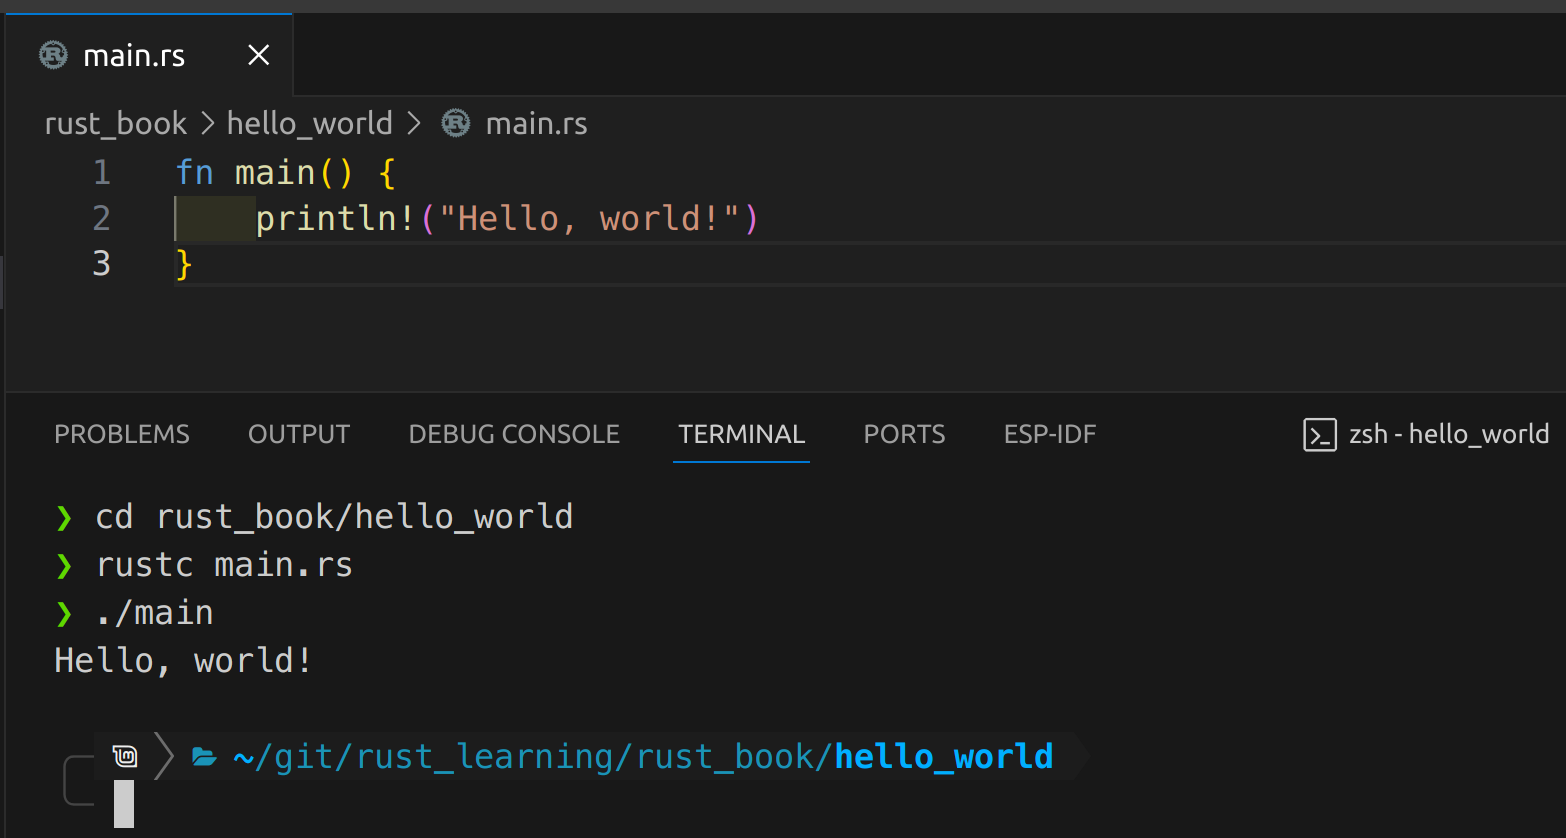 main.rs
rust_book > hello_world > main.rs
1 fn main() {
2     println!("Hello, world!")
3 }
PROBLEMS OUTPUT DEBUG CONSOLE TERMINAL PORTS ESP-IDF zsh - hello_world
❯ cd rust_book/hello_world
❯ rustc main.rs
❯ ./main
Hello, world!
~/git/rust_learning/rust_book/hello_world